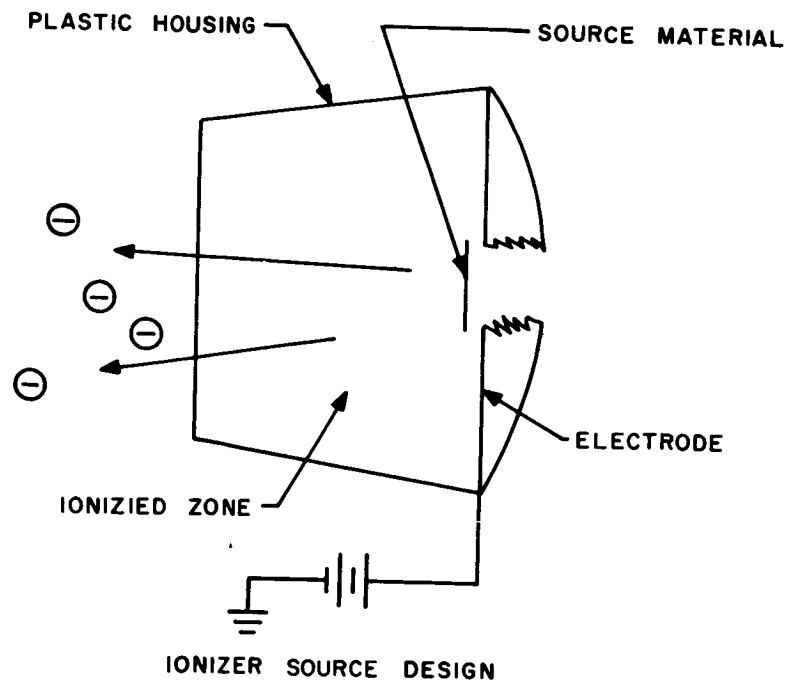 PLASTIC HOUSING
SOURCE MATERIAL
ELECTRODE
IONIZIED ZONE
IONIZER SOURCE DESIGN